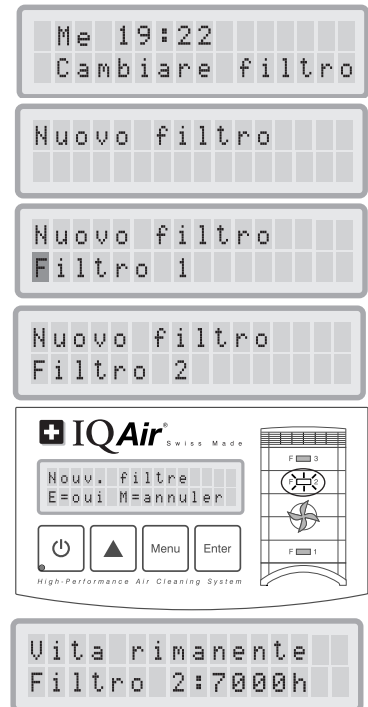 Me 19:22
Cambiare filtro
Nuovo filtro
Nuovo filtro
Filtro 1
Nuovo filtro
Filtro 2
IQAir® Swiss Made
Nouv. filtre
E=oui M=annuler
Menu Enter
High-Performance Air Cleaning System
F 3
F 2
F 1
Vita rimanente
Filtro 2:7000h